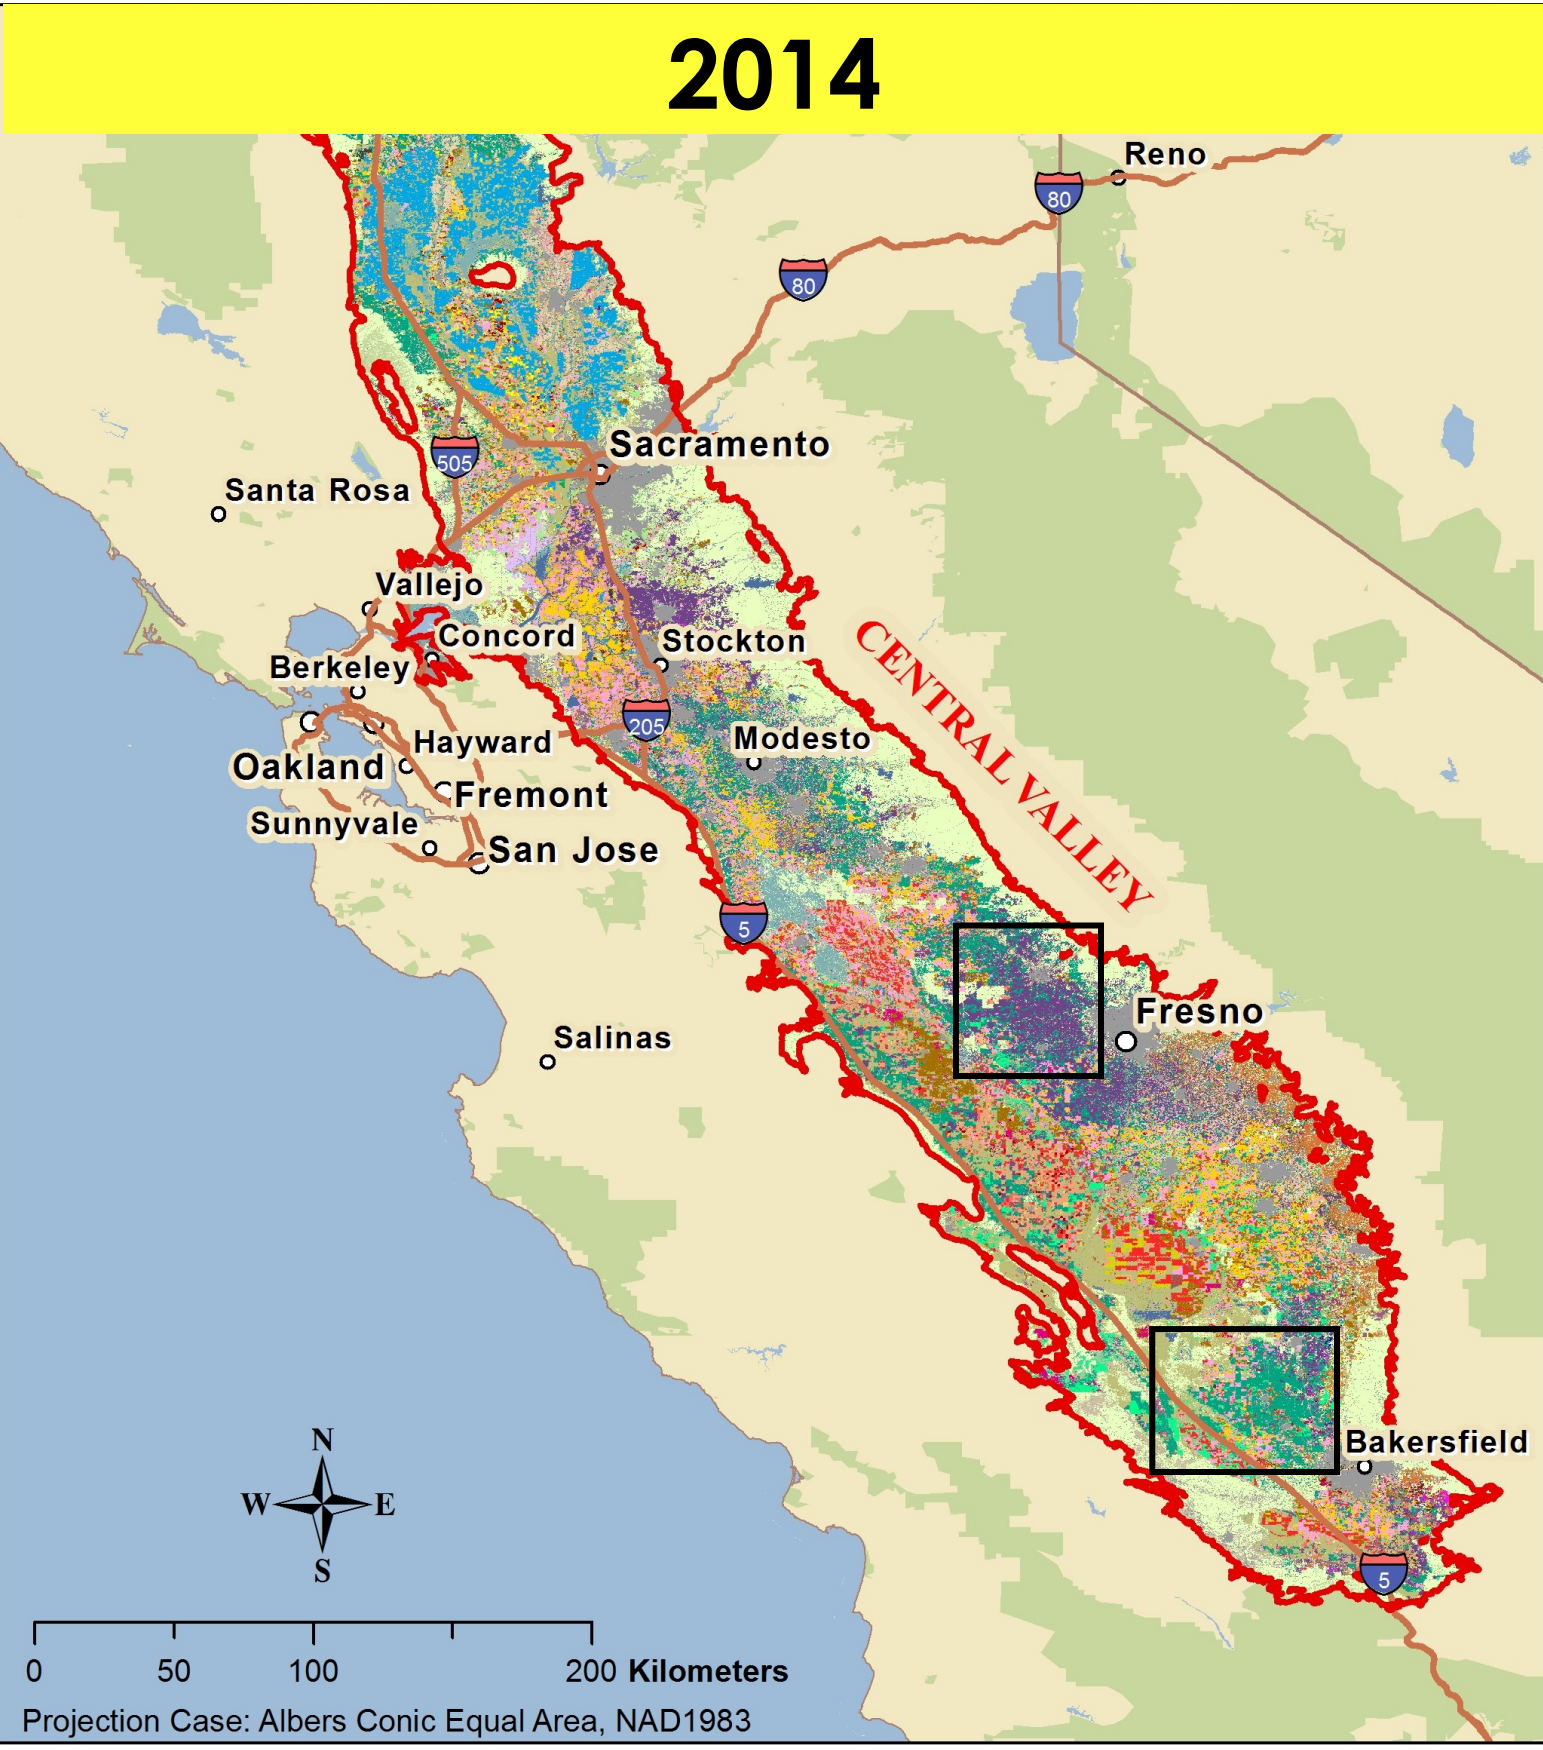 2014
Reno
80
80
Sacramento
505
Santa Rosa
Vallejo
Concord
Stockton
Berkeley
CENTRAL VALLEY
205
Modesto
Hayward
Oakland
Fremont
Sunnyvale
San Jose
5
Fresno
Salinas
N
W E
S
Bakersfield
5
0 50 100 200 Kilometers
Projection Case: Albers Conic Equal Area, NAD1983